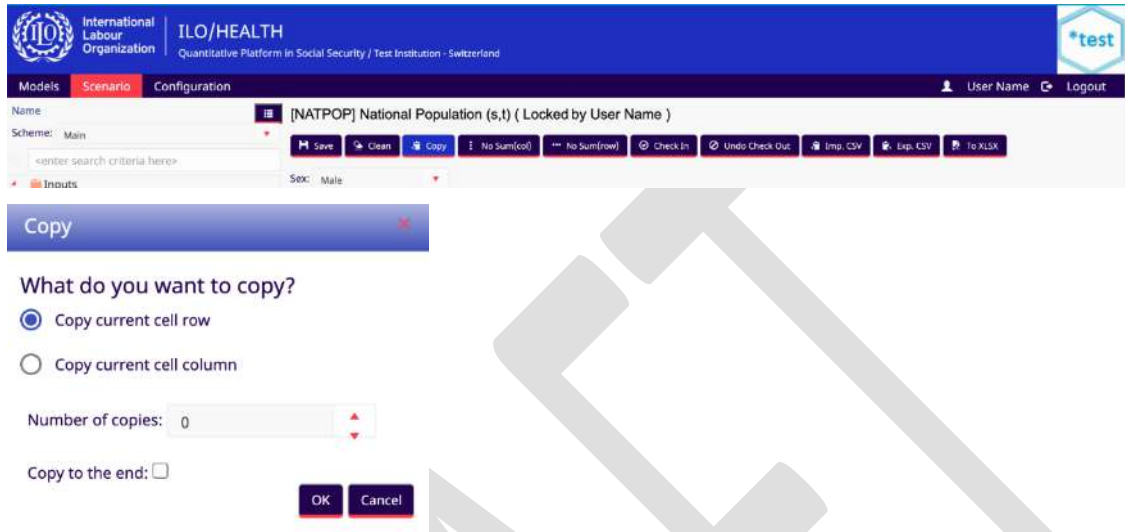 International
Labour
Organization
ILO/HEALTH
Quantitative Platform in Social Security / Test Institution - Switzerland
*test
Models Scenario Configuration User Name Logout
Name
[NATPOP] National Population (s,t) ( Locked by User Name )
Scheme: Main
Save Clean Copy No Sum(col) No Sum(row) Check In Undo Check Out Imp. CSV Exp. CSV To XLSX
<enter search criteria here>
Inputs
Sex: Male
Copy
What do you want to copy?
Copy current cell row
Copy current cell column
Number of copies: 0
Copy to the end:
OK Cancel